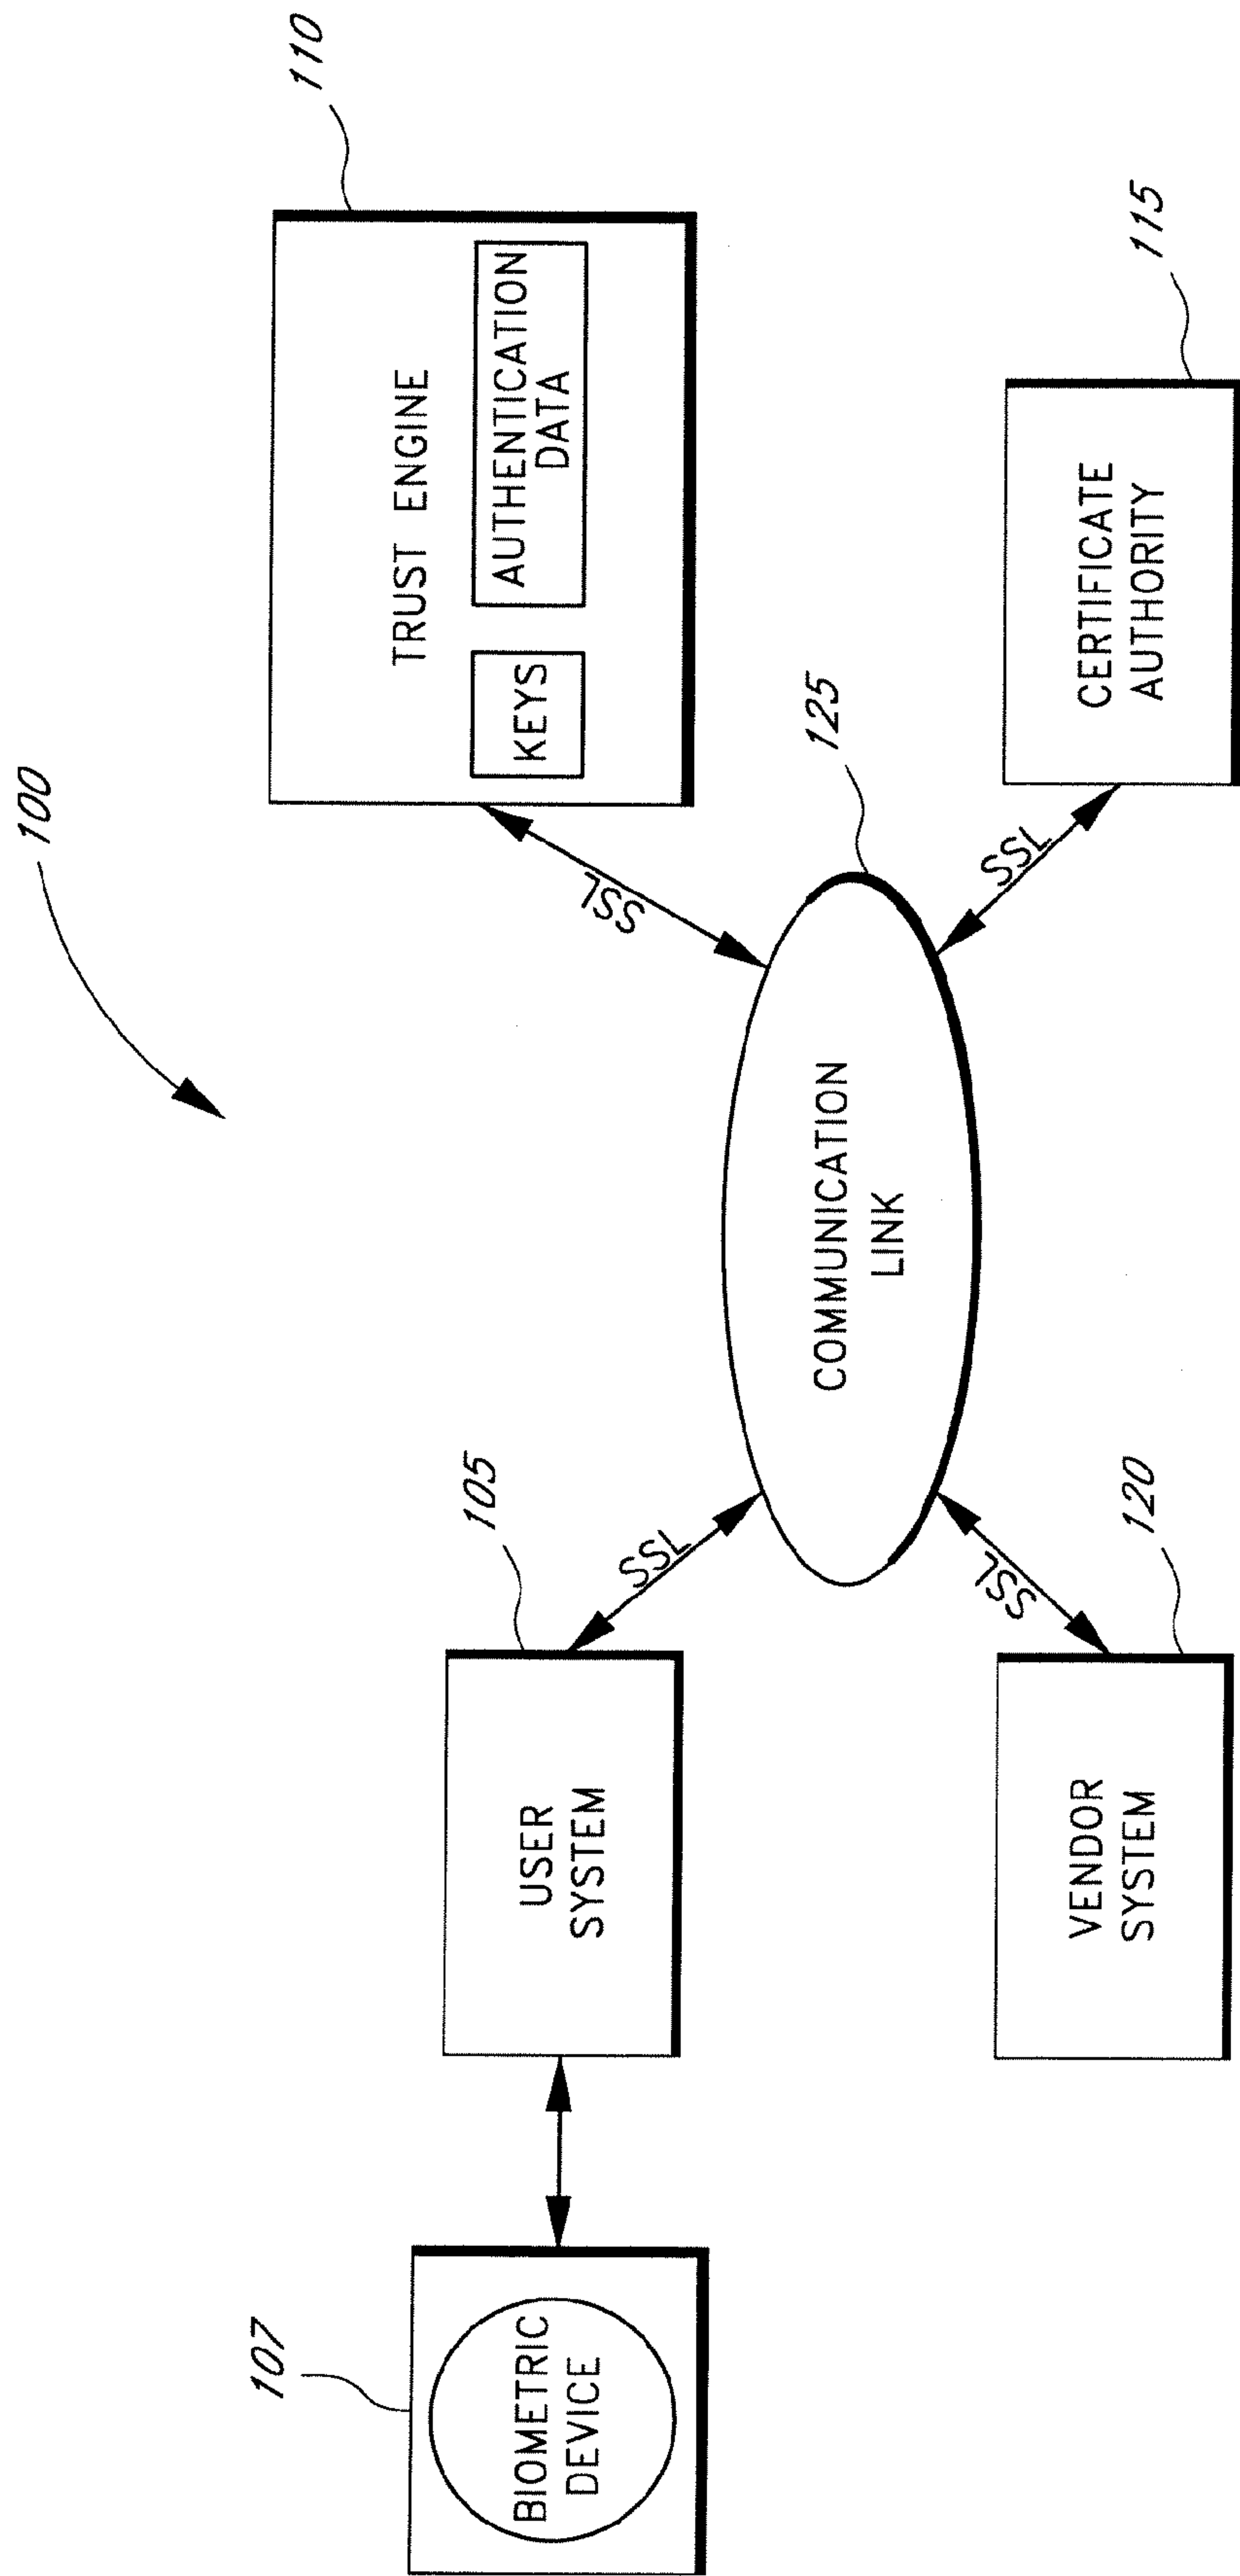 100
110
TRUST ENGINE
KEYS
AUTHENTICATION
DATA
SSL
107
BIOMETRIC
DEVICE
105
USER
SYSTEM
SSL
125
COMMUNICATION
LINK
SSL
SSL
120
VENDOR
SYSTEM
115
CERTIFICATE
AUTHORITY